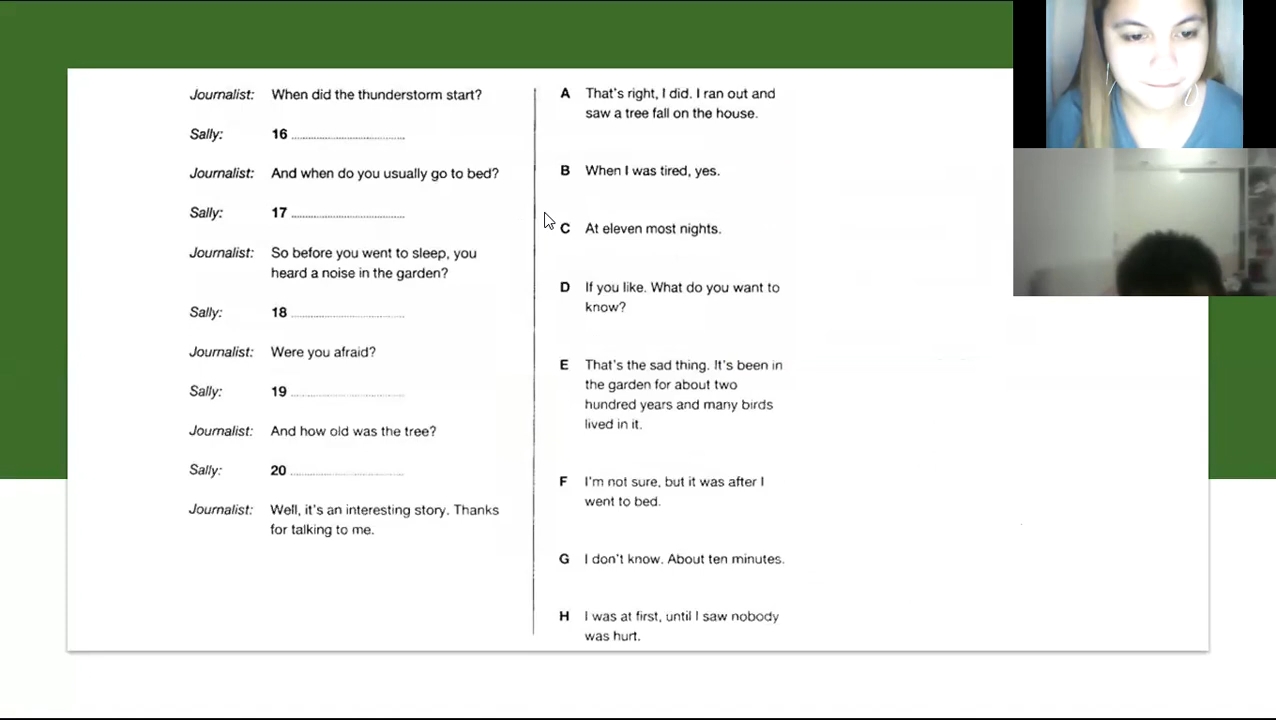 Journalist: When did the thunderstorm start?
Sally: 16 ............................
Journalist: And when do you usually go to bed?
Sally: 17 ............................
Journalist: So before you went to sleep, you
heard a noise in the garden?
Sally: 18 ............................
Journalist: Were you afraid?
Sally: 19 ............................
Journalist: And how old was the tree?
Sally: 20 ............................
Journalist: Well, it's an interesting story. Thanks
for talking to me.
A That's right, I did. I ran out and
saw a tree fall on the house.
B When I was tired, yes.
C At eleven most nights.
D If you like. What do you want to
know?
E That's the sad thing. It's been in
the garden for about two
hundred years and many birds
lived in it.
F I'm not sure, but it was after I
went to bed.
G I don't know. About ten minutes.
H I was at first, until I saw nobody
was hurt.